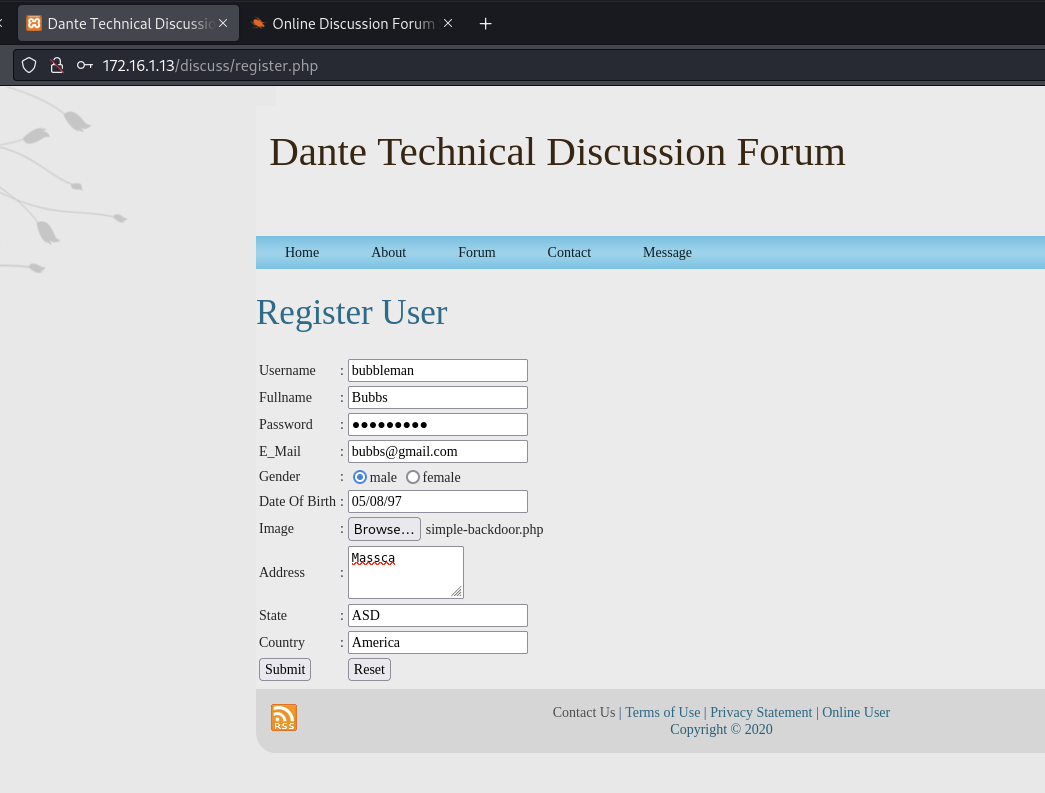 Dante Technical Discussio
Online Discussion Forum
172.16.1.13/discuss/register.php
Dante Technical Discussion Forum
Home About Forum Contact Message
Register User
Username : bubbleman
Fullname : Bubbs
Password : ●●●●●●●●●
E_Mail : bubbs@gmail.com
Gender : male female
Date Of Birth : 05/08/97
Image : Browse... simple-backdoor.php
Address : Massca
State : ASD
Country : America
Submit Reset
RSS Contact Us | Terms of Use | Privacy Statement | Online User
Copyright © 2020